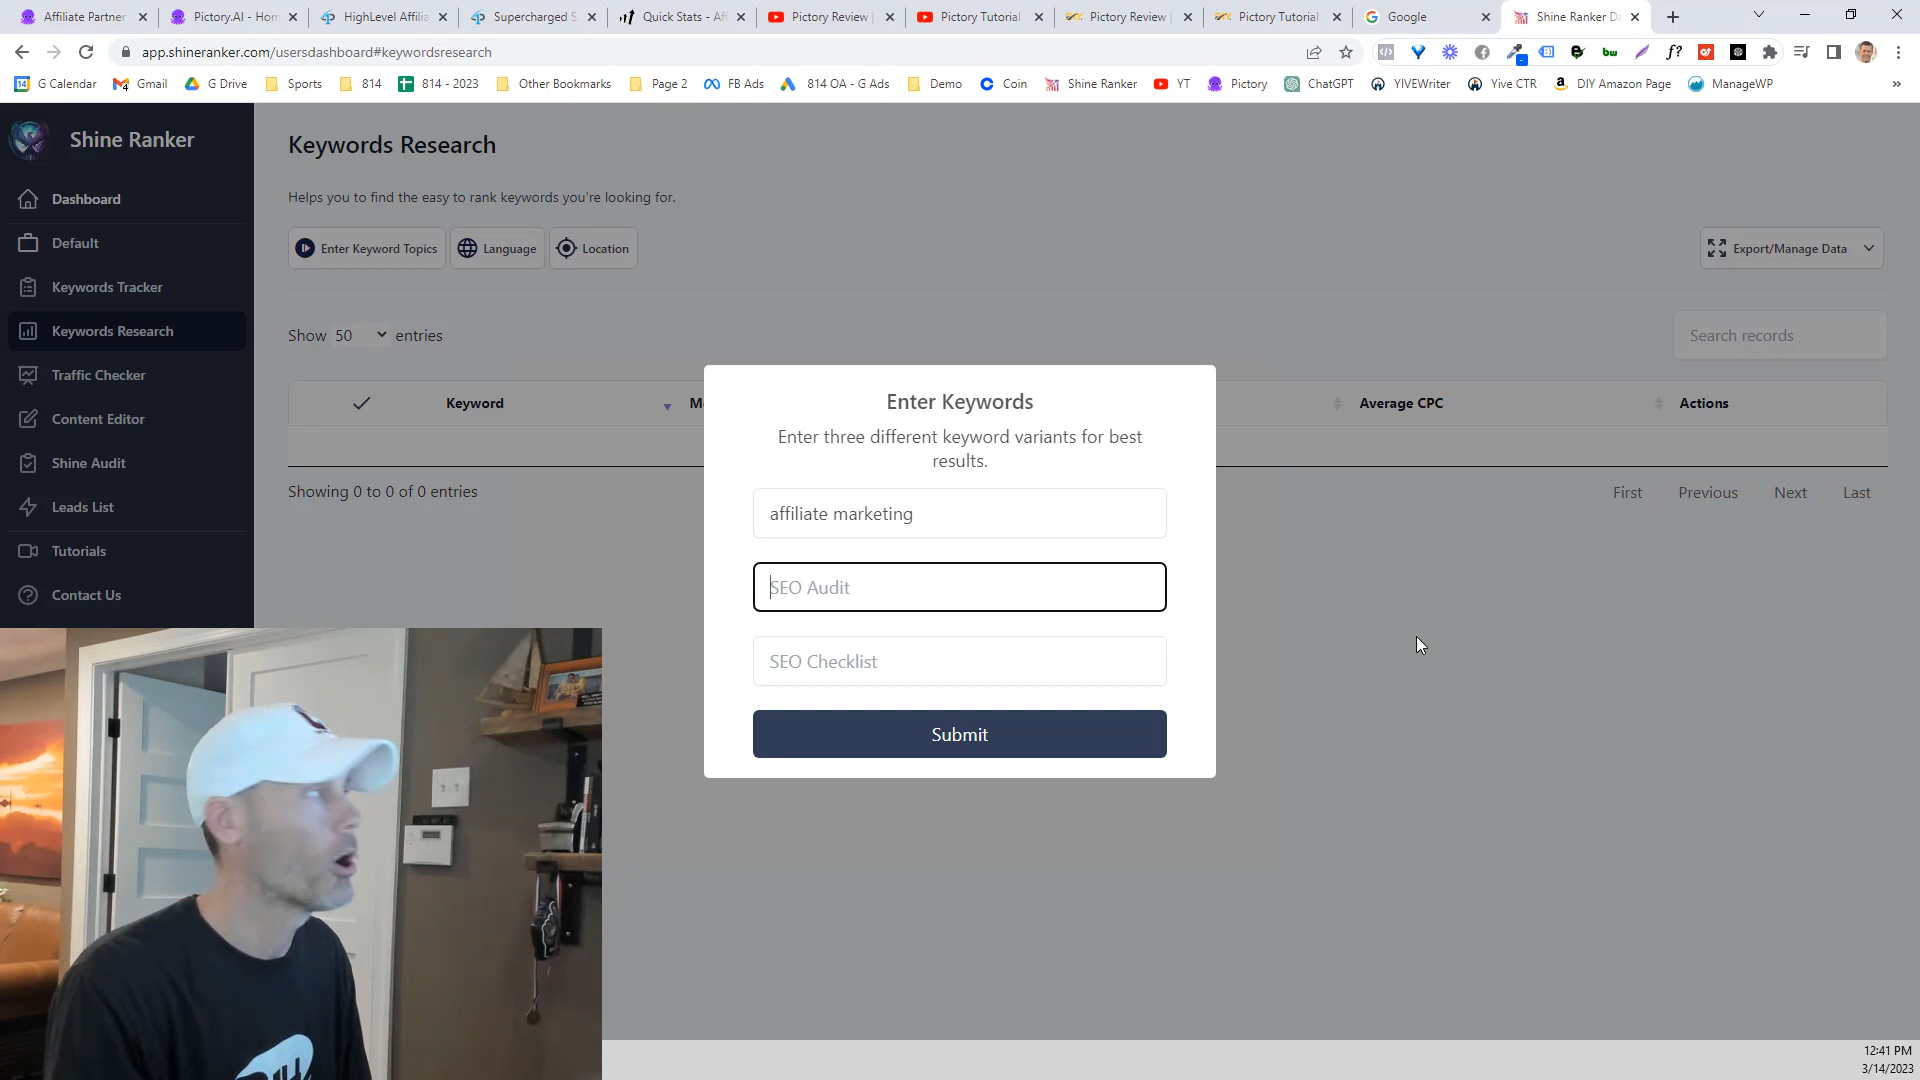 Affiliate Partner
Pictory.AI - Hom
HighLevel Affilia
Supercharged S
Quick Stats - Aff
Pictory Review |
Pictory Tutorial
Pictory Review |
Pictory Tutorial
Google
Shine Ranker Da
app.shineranker.com/usersdashboard#keywordsresearch
G Calendar
Gmail
G Drive
Sports
814
814 - 2023
Other Bookmarks
Page 2
FB Ads
814 OA - G Ads
Demo
Coin
Shine Ranker
YT
Pictory
ChatGPT
YIVEWriter
Yive CTR
DIY Amazon Page
ManageWP
Shine Ranker
Dashboard
Default
Keywords Tracker
Keywords Research
Traffic Checker
Content Editor
Shine Audit
Leads List
Tutorials
Contact Us
Keywords Research
Helps you to find the easy to rank keywords you're looking for.
Enter Keyword Topics
Language
Location
Export/Manage Data
Show 50 entries
Search records
Keyword
Average CPC
Actions
Showing 0 to 0 of 0 entries
First
Previous
Next
Last
Enter Keywords
Enter three different keyword variants for best
results.
affiliate marketing
SEO Audit
SEO Checklist
Submit
12:41 PM
3/14/2023